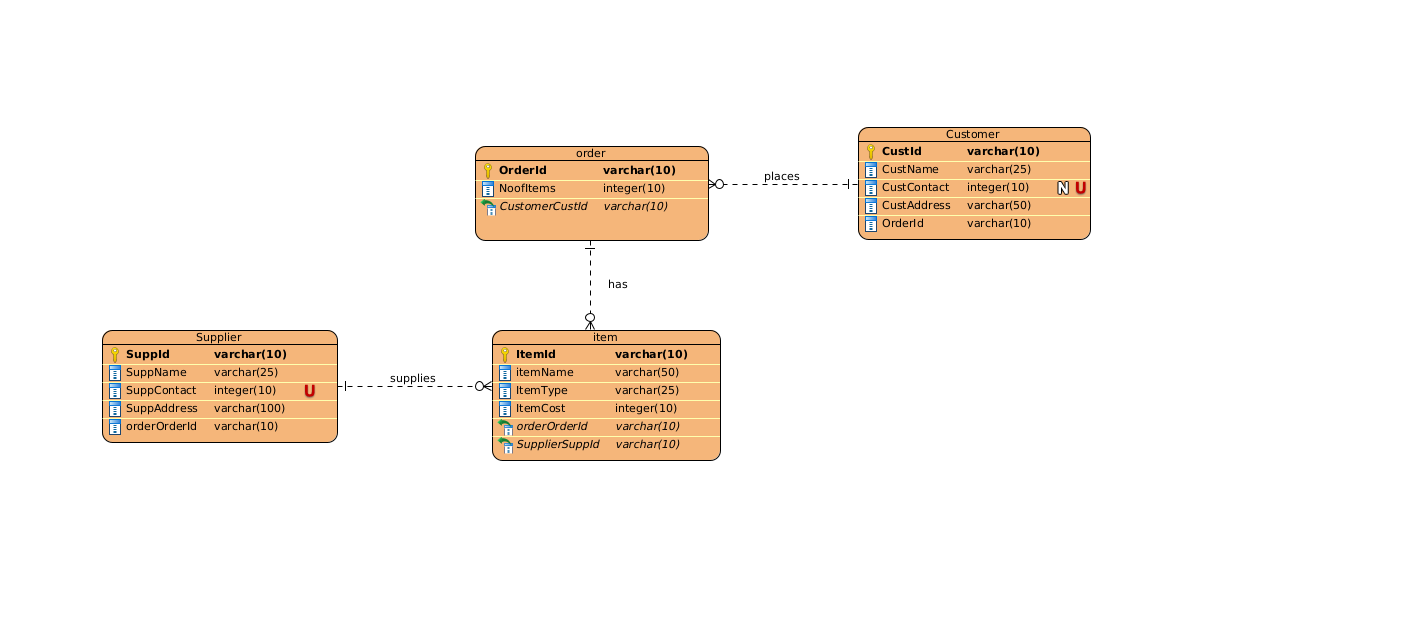 Customer
CustId varchar(10)
CustName varchar(25)
CustContact integer(10) N U
CustAddress varchar(50)
OrderId varchar(10)
order
OrderId varchar(10)
NoofItems integer(10)
CustomerCustId varchar(10)
places
has
Supplier
SuppId varchar(10)
SuppName varchar(25)
SuppContact integer(10) U
SuppAddress varchar(100)
orderOrderId varchar(10)
supplies
item
ItemId varchar(10)
itemName varchar(50)
ItemType varchar(25)
ItemCost integer(10)
orderOrderId varchar(10)
SupplierSuppId varchar(10)